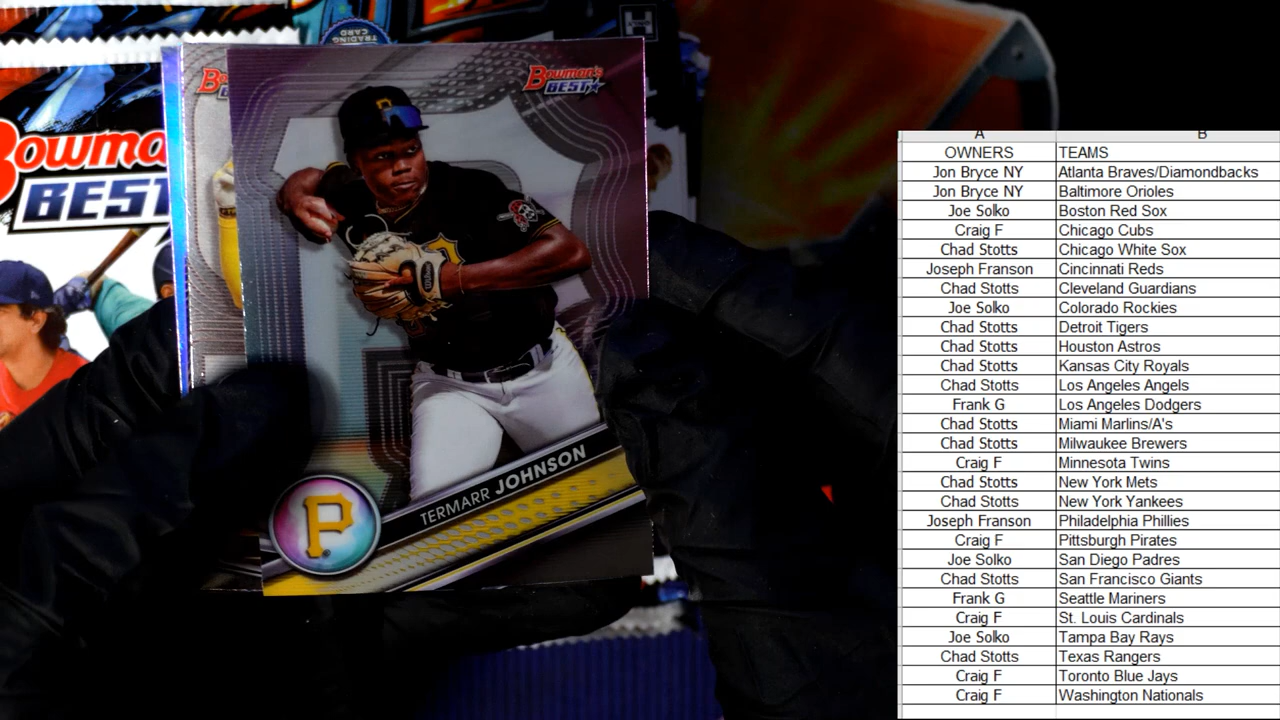 TRADING
CARD
H
BOWMAN'S
BEST
B
BOWMA
BEST
P
TERMARR JOHNSON
P
A B
OWNERS TEAMS
Jon Bryce NY Atlanta Braves/Diamondbacks
Jon Bryce NY Baltimore Orioles
Joe Solko Boston Red Sox
Craig F Chicago Cubs
Chad Stotts Chicago White Sox
Joseph Franson Cincinnati Reds
Chad Stotts Cleveland Guardians
Joe Solko Colorado Rockies
Chad Stotts Detroit Tigers
Chad Stotts Houston Astros
Chad Stotts Kansas City Royals
Chad Stotts Los Angeles Angels
Frank G Los Angeles Dodgers
Chad Stotts Miami Marlins/A's
Chad Stotts Milwaukee Brewers
Craig F Minnesota Twins
Chad Stotts New York Mets
Chad Stotts New York Yankees
Joseph Franson Philadelphia Phillies
Craig F Pittsburgh Pirates
Joe Solko San Diego Padres
Chad Stotts San Francisco Giants
Frank G Seattle Mariners
Craig F St. Louis Cardinals
Joe Solko Tampa Bay Rays
Chad Stotts Texas Rangers
Craig F Toronto Blue Jays
Craig F Washington Nationals